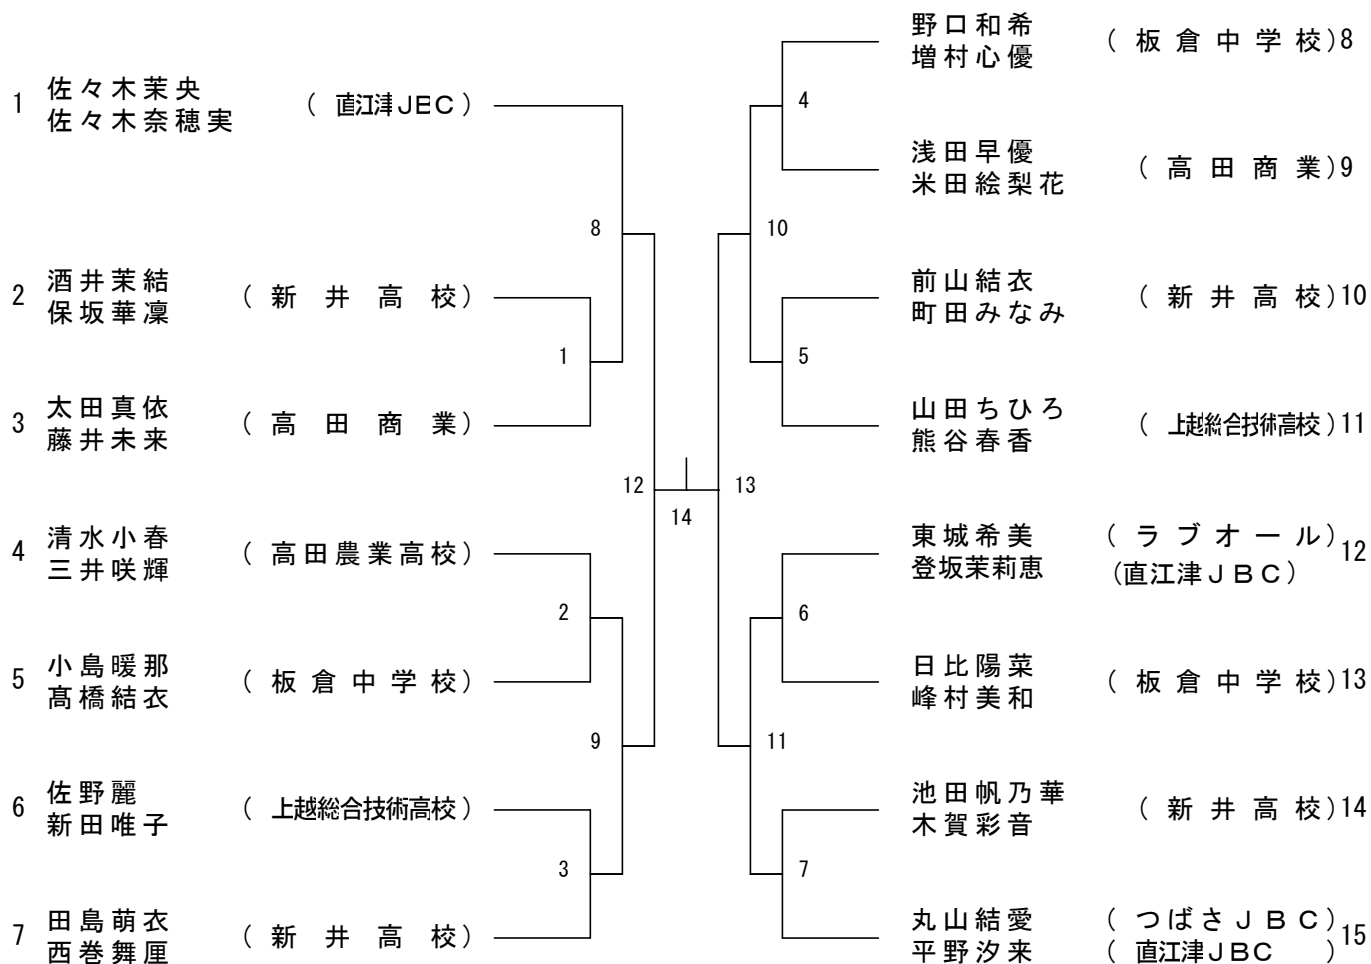 1 佐々木茉央 (直江津JBC)
佐々木奈穂実
8
2 酒井茉結 (新井高校)
保坂華凜
1
3 太田真依 (高田商業)
藤井未来
12
4 清水小春 (高田農業高校)
三井咲輝
2
5 小島暖那 (板倉中学校)
髙橋結衣
9
6 佐野麗 (上越総合技術高校)
新田唯子
3
7 田島萌衣 (新井高校)
西巻舞厘
14
野口和希 (板倉中学校) 8
増村心優
4
浅田早優 (高田商業) 9
米田絵梨花
10
前山結衣 (新井高校) 10
町田みなみ
5
山田ちひろ (上越総合技術高校) 11
熊谷春香
13
東城希美 (ラブオール) 12
登坂茉莉恵 (直江津JBC)
6
日比陽菜 (板倉中学校) 13
峰村美和
11
池田帆乃華 (新井高校) 14
木賀彩音
7
丸山結愛 (つばさJBC) 15
平野汐来 (直江津JBC)